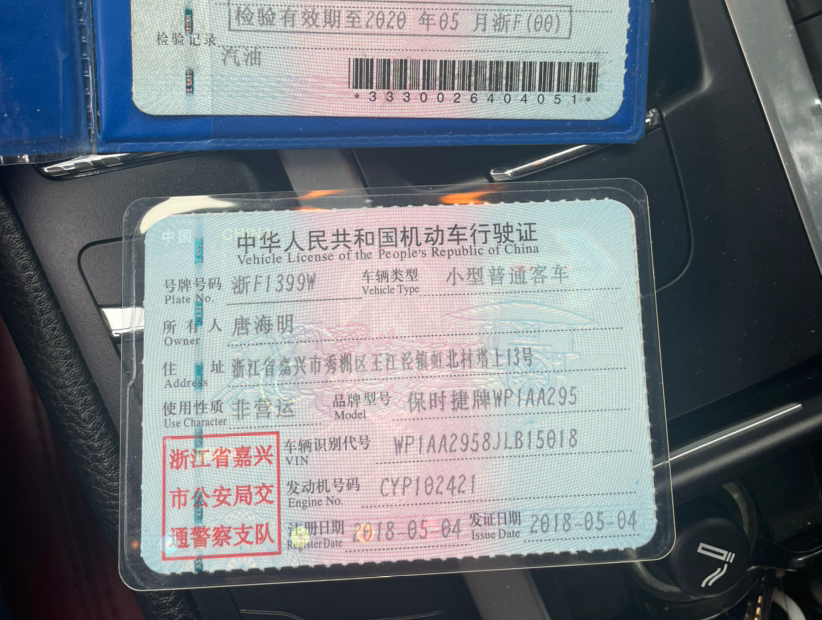 检验有效期至2020年05月浙F(00)
检验记录
汽油
*3330026404051*
中国 CHINA
中华人民共和国机动车行驶证
Vehicle License of the People's Republic of China
号牌号码 浙F1399W 车辆类型 小型普通客车
Plate No. Vehicle Type
所有人 唐海明
Owner
住址 浙江省嘉兴市秀洲区王江泾镇虹北村塔上13号
Address
使用性质 非营运 品牌型号 保时捷牌WP1AA295
Use Character Model
浙江省嘉兴
市公安局交
通警察支队
车辆识别代号 WP1AA2958JLB15018
VIN
发动机号码 CYP102421
Engine No.
注册日期 2018-05-04 发证日期 2018-05-04
Register Date Issue Date